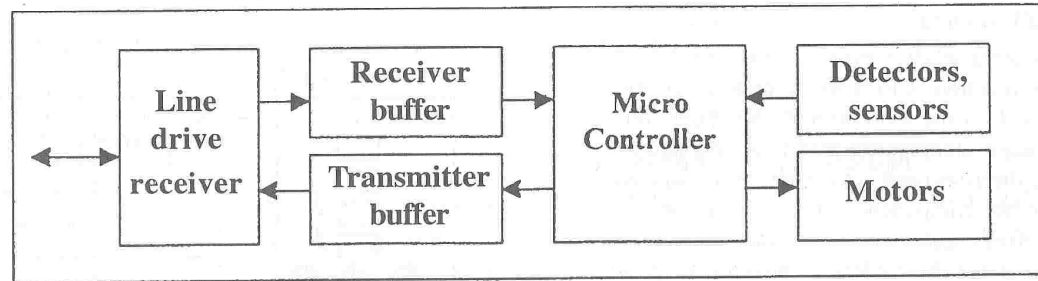 Line
drive
receiver
Receiver
buffer
Transmitter
buffer
Micro
Controller
Detectors,
sensors
Motors